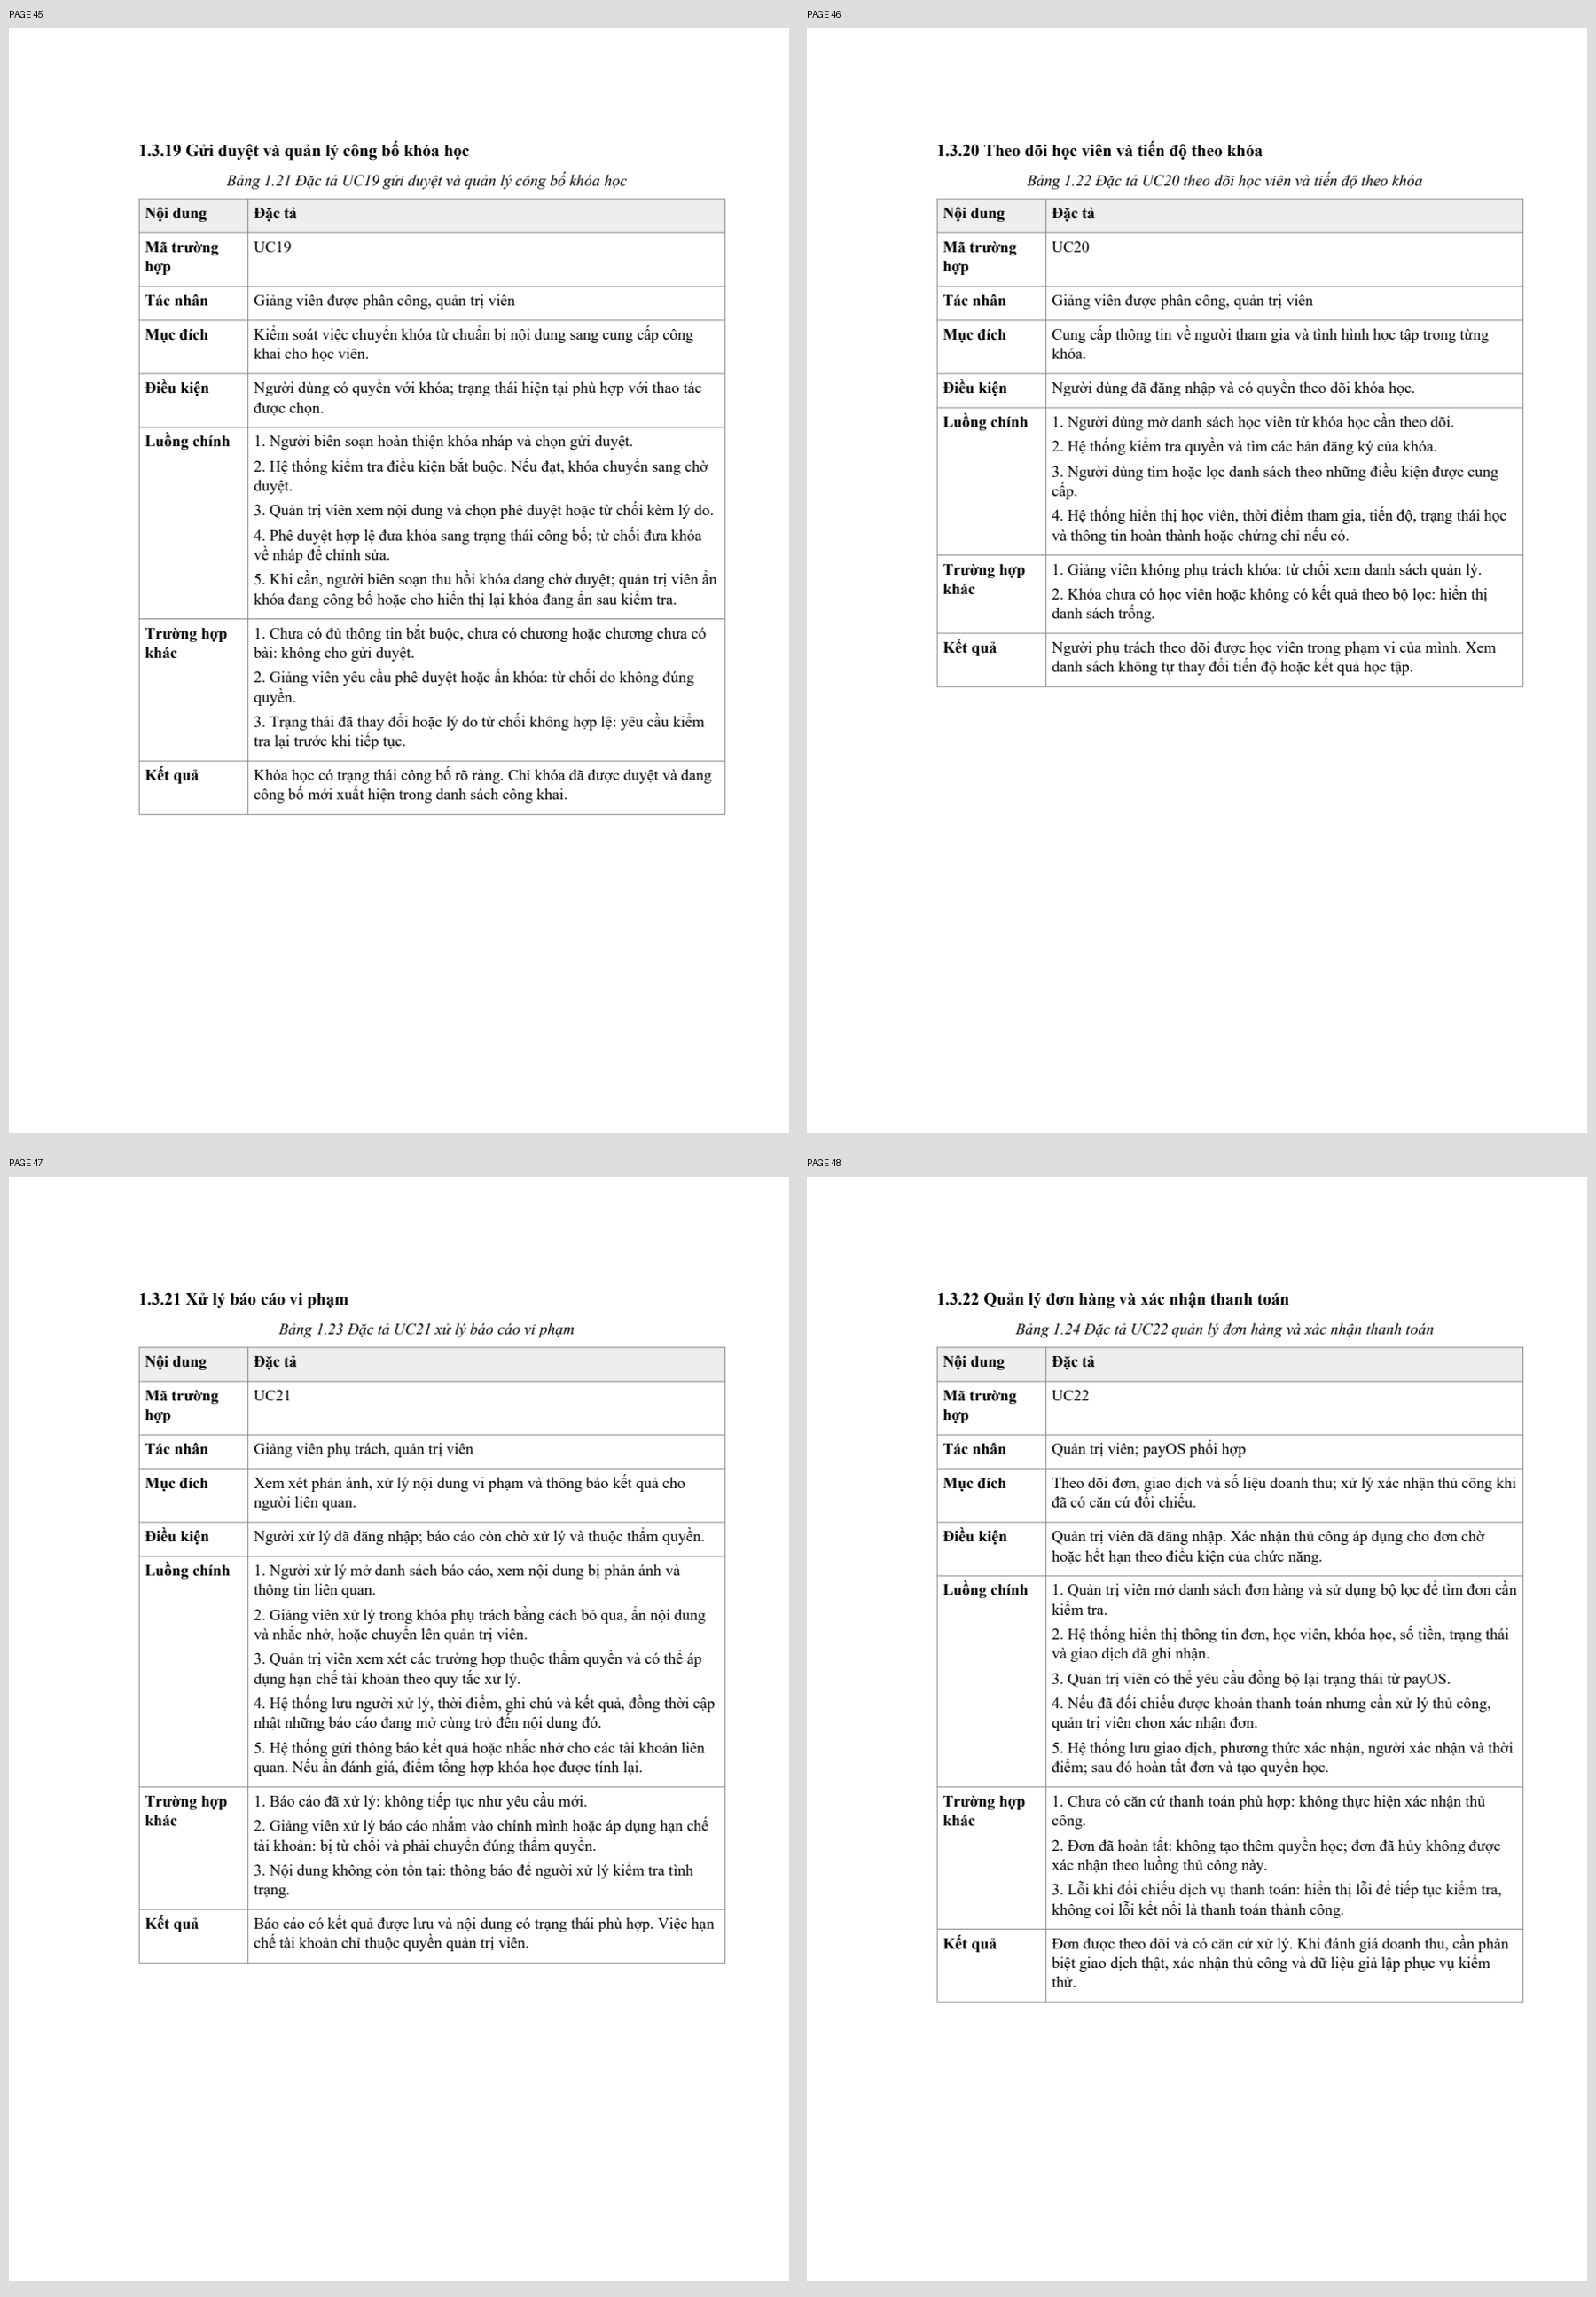 PAGE 45
1.3.19 Gửi duyệt và quản lý công bố khóa học
Bảng 1.21 Đặc tả UC19 gửi duyệt và quản lý công bố khóa học
Nội dung Đặc tả
Mã trường UC19
hợp
Tác nhân Giảng viên được phân công, quản trị viên
Mục đích Kiểm soát việc chuyển khóa từ chuẩn bị nội dung sang cung cấp công
khai cho học viên.
Điều kiện Người dùng có quyền với khóa; trạng thái hiện tại phù hợp với thao tác
được chọn.
Luồng chính 1. Người biên soạn hoàn thiện khóa nháp và chọn gửi duyệt.
2. Hệ thống kiểm tra điều kiện bắt buộc. Nếu đạt, khóa chuyển sang chờ
duyệt.
3. Quản trị viên xem nội dung và chọn phê duyệt hoặc từ chối kèm lý do.
4. Phê duyệt hợp lệ đưa khóa sang trạng thái công bố; từ chối đưa khóa
về nháp để chỉnh sửa.
5. Khi cần, người biên soạn thu hồi khóa đang chờ duyệt; quản trị viên ẩn
khóa đang công bố hoặc cho hiển thị lại khóa đang ẩn sau kiểm tra.
Trường hợp 1. Chưa có đủ thông tin bắt buộc, chưa có chương hoặc chương chưa có
khác bài: không cho gửi duyệt.
2. Giảng viên yêu cầu phê duyệt hoặc ẩn khóa: từ chối do không đúng
quyền.
3. Trạng thái đã thay đổi hoặc lý do từ chối không hợp lệ: yêu cầu kiểm
tra lại trước khi tiếp tục.
Kết quả Khóa học có trạng thái công bố rõ ràng. Chỉ khóa đã được duyệt và đang
công bố mới xuất hiện trong danh sách công khai.
PAGE 46
1.3.20 Theo dõi học viên và tiến độ theo khóa
Bảng 1.22 Đặc tả UC20 theo dõi học viên và tiến độ theo khóa
Nội dung Đặc tả
Mã trường UC20
hợp
Tác nhân Giảng viên được phân công, quản trị viên
Mục đích Cung cấp thông tin về người tham gia và tình hình học tập trong từng
khóa.
Điều kiện Người dùng đã đăng nhập và có quyền theo dõi khóa học.
Luồng chính 1. Người dùng mở danh sách học viên từ khóa học cần theo dõi.
2. Hệ thống kiểm tra quyền và tìm các bản đăng ký của khóa.
3. Người dùng tìm hoặc lọc danh sách theo những điều kiện được cung
cấp.
4. Hệ thống hiển thị học viên, thời điểm tham gia, tiến độ, trạng thái học
và thông tin hoàn thành hoặc chứng chỉ nếu có.
Trường hợp 1. Giảng viên không phụ trách khóa: từ chối xem danh sách quản lý.
khác 2. Khóa chưa có học viên hoặc không có kết quả theo bộ lọc: hiển thị
danh sách trống.
Kết quả Người phụ trách theo dõi được học viên trong phạm vi của mình. Xem
danh sách không tự thay đổi tiến độ hoặc kết quả học tập.
PAGE 47
1.3.21 Xử lý báo cáo vi phạm
Bảng 1.23 Đặc tả UC21 xử lý báo cáo vi phạm
Nội dung Đặc tả
Mã trường UC21
hợp
Tác nhân Giảng viên phụ trách, quản trị viên
Mục đích Xem xét phản ánh, xử lý nội dung vi phạm và thông báo kết quả cho
người liên quan.
Điều kiện Người xử lý đã đăng nhập; báo cáo còn chờ xử lý và thuộc thẩm quyền.
Luồng chính 1. Người xử lý mở danh sách báo cáo, xem nội dung bị phản ánh và
thông tin liên quan.
2. Giảng viên xử lý trong khóa phụ trách bằng cách bỏ qua, ẩn nội dung
và nhắc nhở, hoặc chuyển lên quản trị viên.
3. Quản trị viên xem xét các trường hợp thuộc thẩm quyền và có thể áp
dụng hạn chế tài khoản theo quy tắc xử lý.
4. Hệ thống lưu người xử lý, thời điểm, ghi chú và kết quả, đồng thời cập
nhật những báo cáo đang mở cùng trỏ đến nội dung đó.
5. Hệ thống gửi thông báo kết quả hoặc nhắc nhở cho các tài khoản liên
quan. Nếu ẩn đánh giá, điểm tổng hợp khóa học được tính lại.
Trường hợp 1. Báo cáo đã xử lý: không tiếp tục như yêu cầu mới.
khác 2. Giảng viên xử lý báo cáo nhắm vào chính mình hoặc áp dụng hạn chế
tài khoản: bị từ chối và phải chuyển đúng thẩm quyền.
3. Nội dung không còn tồn tại: thông báo để người xử lý kiểm tra tình
trạng.
Kết quả Báo cáo có kết quả được lưu và nội dung có trạng thái phù hợp. Việc hạn
chế tài khoản chỉ thuộc quyền quản trị viên.
PAGE 48
1.3.22 Quản lý đơn hàng và xác nhận thanh toán
Bảng 1.24 Đặc tả UC22 quản lý đơn hàng và xác nhận thanh toán
Nội dung Đặc tả
Mã trường UC22
hợp
Tác nhân Quản trị viên; payOS phối hợp
Mục đích Theo dõi đơn, giao dịch và số liệu doanh thu; xử lý xác nhận thủ công khi
đã có căn cứ đối chiếu.
Điều kiện Quản trị viên đã đăng nhập. Xác nhận thủ công áp dụng cho đơn chờ
hoặc hết hạn theo điều kiện của chức năng.
Luồng chính 1. Quản trị viên mở danh sách đơn hàng và sử dụng bộ lọc để tìm đơn cần
kiểm tra.
2. Hệ thống hiển thị thông tin đơn, học viên, khóa học, số tiền, trạng thái
và giao dịch đã ghi nhận.
3. Quản trị viên có thể yêu cầu đồng bộ lại trạng thái từ payOS.
4. Nếu đã đối chiếu được khoản thanh toán nhưng cần xử lý thủ công,
quản trị viên chọn xác nhận đơn.
5. Hệ thống lưu giao dịch, phương thức xác nhận, người xác nhận và thời
điểm; sau đó hoàn tất đơn và tạo quyền học.
Trường hợp 1. Chưa có căn cứ thanh toán phù hợp: không thực hiện xác nhận thủ
khác công.
2. Đơn đã hoàn tất: không tạo thêm quyền học; đơn đã hủy không được
xác nhận theo luồng thủ công này.
3. Lỗi khi đối chiếu dịch vụ thanh toán: hiển thị lỗi để tiếp tục kiểm tra,
không coi lỗi kết nối là thanh toán thành công.
Kết quả Đơn được theo dõi và có căn cứ xử lý. Khi đánh giá doanh thu, cần phân
biệt giao dịch thật, xác nhận thủ công và dữ liệu giả lập phục vụ kiểm
thử.